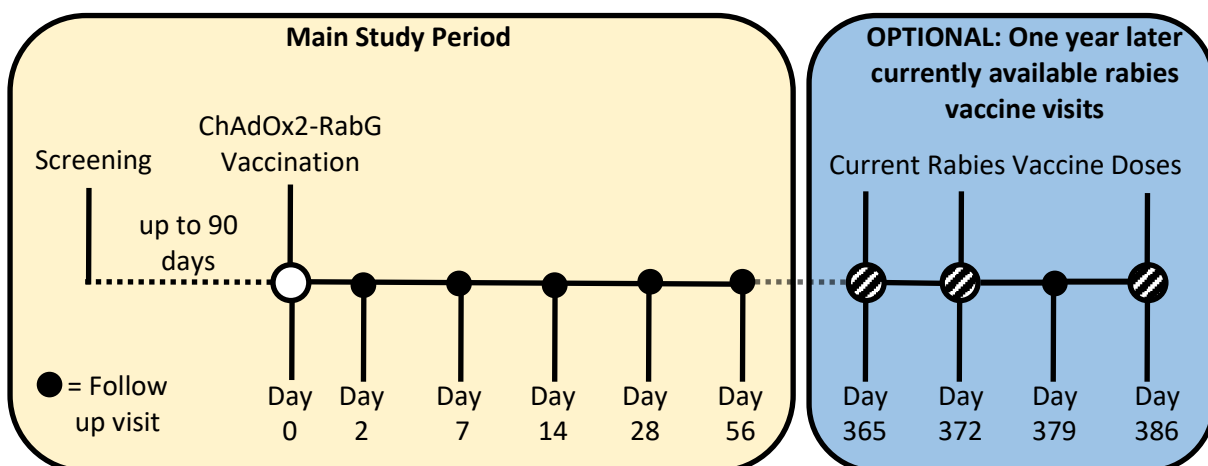 Main Study Period
Screening
ChAdOx2-RabG
Vaccination
up to 90
days
= Follow
up visit
Day
0
Day
2
Day
7
Day
14
Day
28
Day
56
OPTIONAL: One year later
currently available rabies
vaccine visits
Current Rabies Vaccine Doses
Day
365
Day
372
Day
379
Day
386